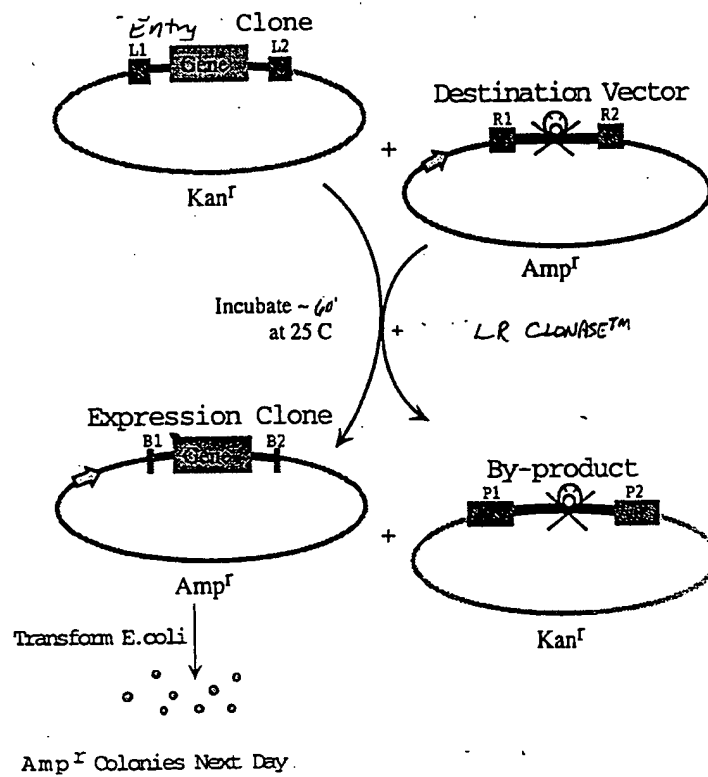 Entry Clone
L1 Gene L2
Kanʳ
+
Destination Vector
R1 R2
Ampʳ
Incubate ~ 60'
at 25 C
+ LR CLONASE™
Expression Clone
B1 Gene B2
Ampʳ
+
By-product
P1 P2
Kanʳ
Transform E.coli
Ampʳ Colonies Next Day